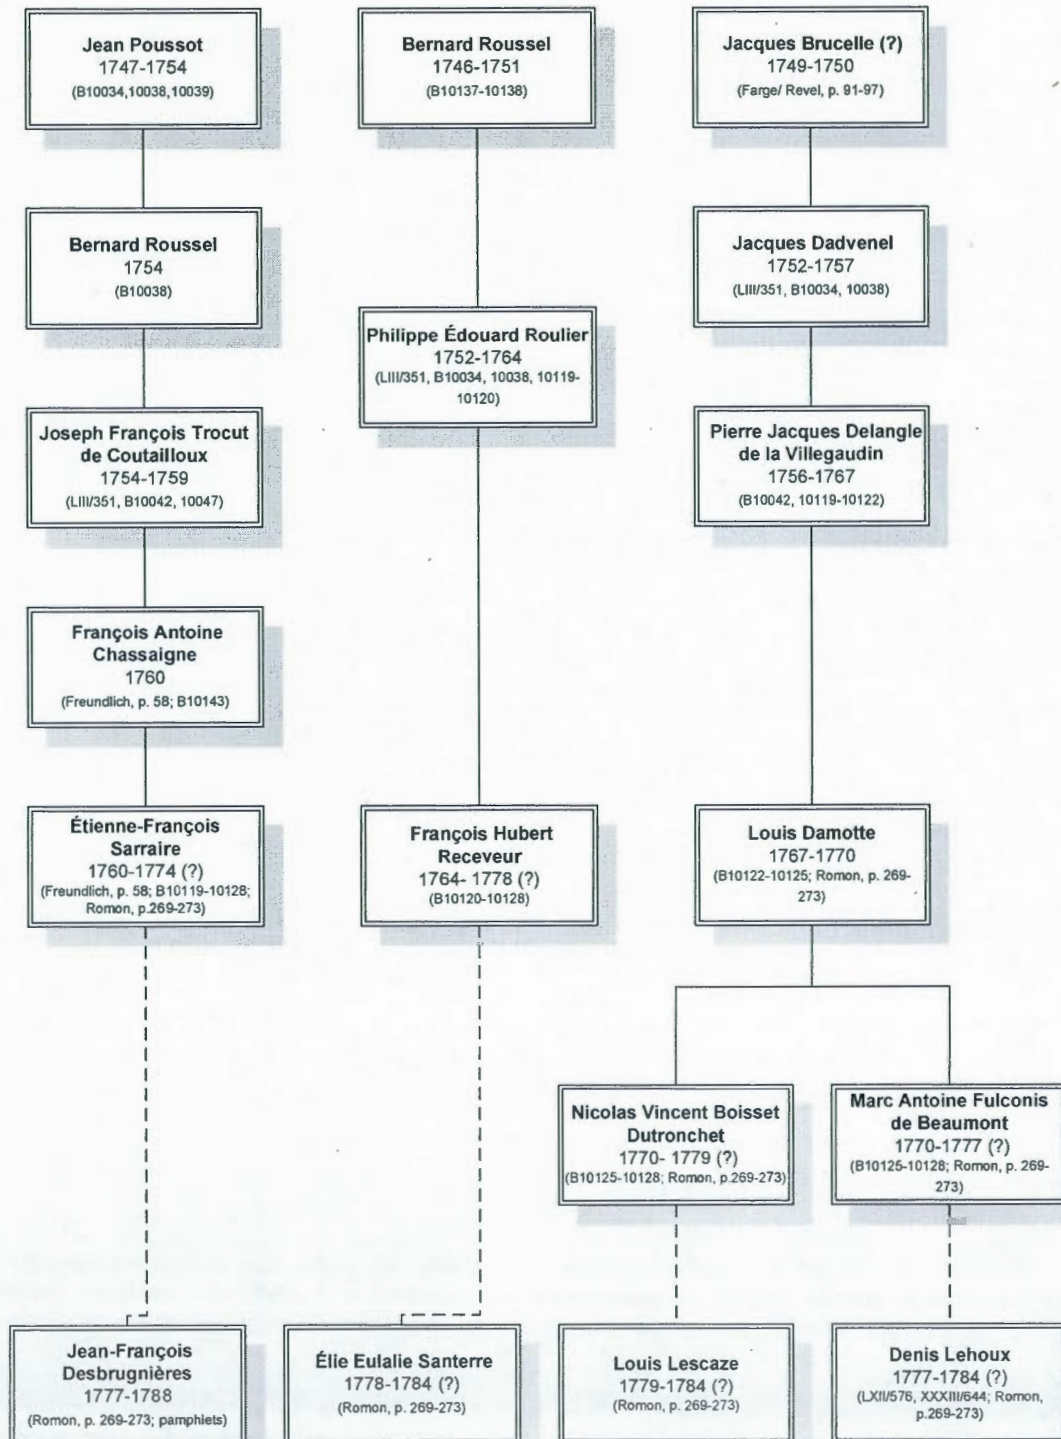 Jean Poussot
1747-1754
(B10034,10038,10039)
Bernard Roussel
1746-1751
(B10137-10138)
Jacques Brucelle (?)
1749-1750
(Farge/ Revel, p. 91-97)
Bernard Roussel
1754
(B10038)
Jacques Dadvenel
1752-1757
(LIII/351, B10034, 10038)
Philippe Édouard Roulier
1752-1764
(LIII/351, B10034, 10038, 10119-
10120)
Joseph François Trocut
de Coutailloux
1754-1759
(LIII/351, B10042, 10047)
Pierre Jacques Delangle
de la Villegaudin
1756-1767
(B10042, 10119-10122)
François Antoine
Chassaigne
1760
(Freundlich, p. 58; B10143)
Étienne-François
Sarraire
1760-1774 (?)
(Freundlich, p. 58; B10119-10128;
Romon, p.269-273)
François Hubert
Receveur
1764- 1778 (?)
(B10120-10128)
Louis Damotte
1767-1770
(B10122-10125; Romon, p. 269-
273)
Nicolas Vincent Boisset
Dutronchet
1770- 1779 (?)
(B10125-10128; Romon, p.269-273)
Marc Antoine Fulconis
de Beaumont
1770-1777 (?)
(B10125-10128; Romon, p. 269-
273)
Jean-François
Desbrugnières
1777-1788
(Romon, p. 269-273; pamphlets)
Élie Eulalie Santerre
1778-1784 (?)
(Romon, p. 269-273)
Louis Lescaze
1779-1784 (?)
(Romon, p. 269-273)
Denis Lehoux
1777-1784 (?)
(LXII/576, XXXIII/644; Romon,
p.269-273)